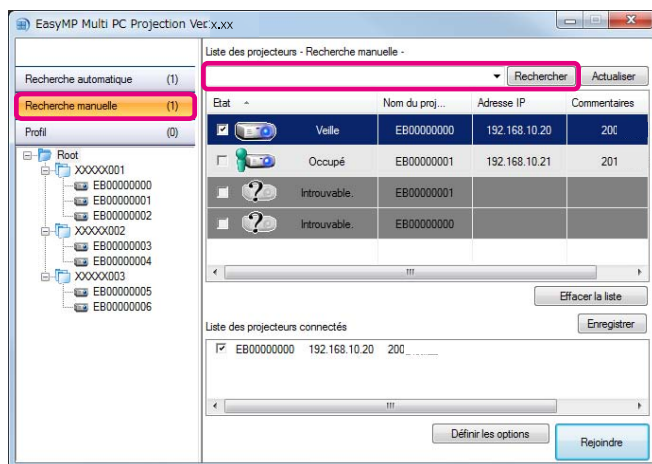 EasyMP Multi PC Projection Ver.x.xx
Liste des projecteurs - Recherche manuelle -
Recherche automatique (1)
Rechercher Actualiser
Recherche manuelle (1)
Etat Nom du proj... Adresse IP Commentaires
Profil (0)
Veille EB00000000 192.168.10.20 200
Occupé EB00000001 192.168.10.21 201
Introuvable. EB00000001
Introuvable. EB00000000
Root
XXXXX001
EB00000000
EB00000001
EB00000002
XXXXX002
EB00000003
EB00000004
XXXXX003
EB00000005
EB00000006
Effacer la liste
Liste des projecteurs connectés Enregistrer
EB00000000 192.168.10.20 200
Définir les options Rejoindre